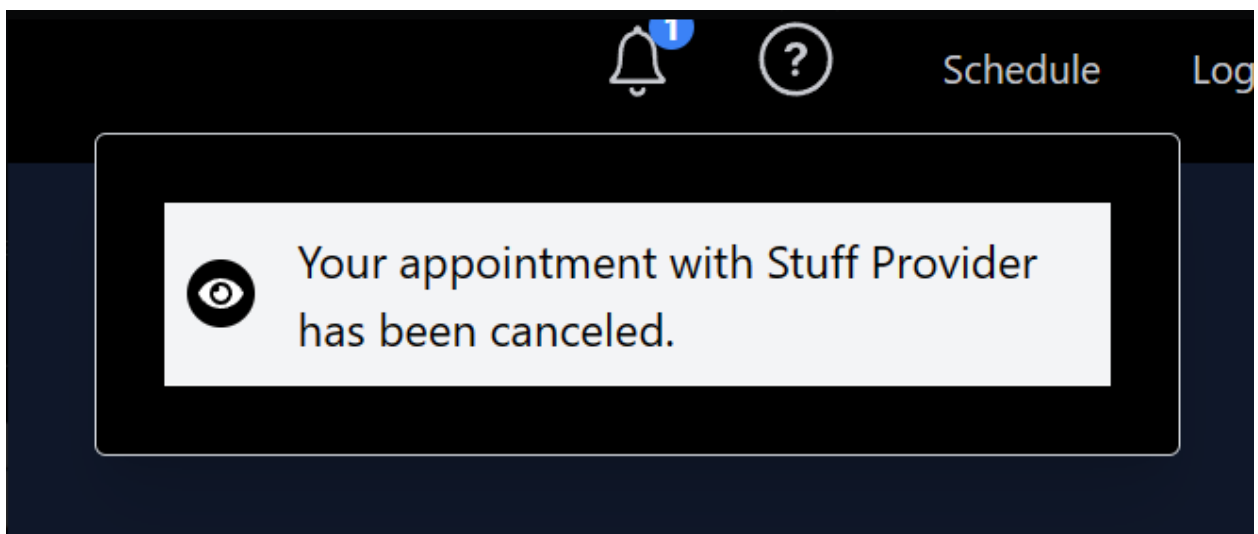 1
?
Schedule
Log
Your appointment with Stuff Provider
has been canceled.